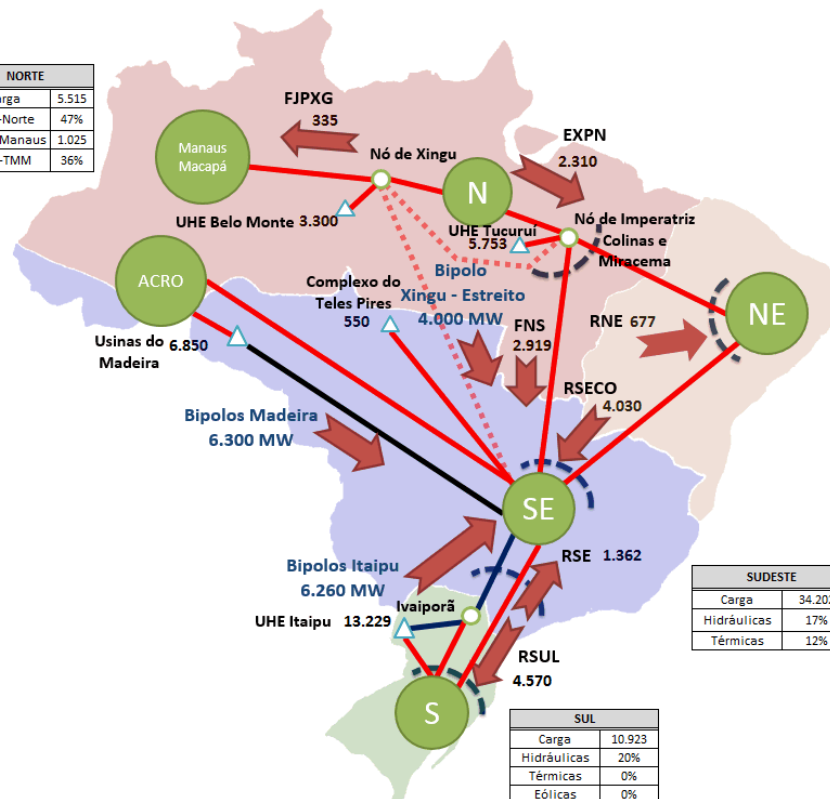 NORTE
5.515
-Norte 47%
Manaus 1.025
-TMM 36%
FJPXG
335
EXPN
2.310
Manaus
Macapá
Nó de Xingu
N
UHE Belo Monte 3.300
UHE Tucuruí
5.753
Nó de Imperatriz
Colinas e
Miracema
ACRO
Complexo do
Teles Pires
550
Bipolo
Xingu - Estreito
4.000 MW
FNS
2.919
RNE 677
NE
Usinas do
Madeira
6.850
RSECO
4.030
Bipolos Madeira
6.300 MW
SE
RSE 1.362
Bipolos Itaipu
6.260 MW
Ivaiporã
UHE Itaipu 13.229
RSUL
4.570
S
SUDESTE
Carga 34.20
Hidráulicas 17%
Térmicas 12%
SUL
Carga 10.923
Hidráulicas 20%
Térmicas 0%
Eólicas 0%